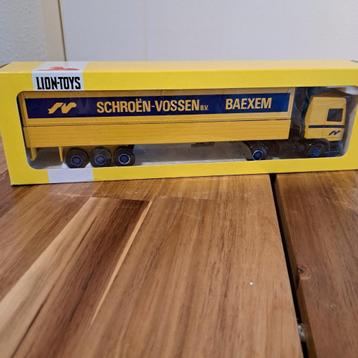 LION-TOYS
SCHROËN-VOSSEN B.V. BAEXEM